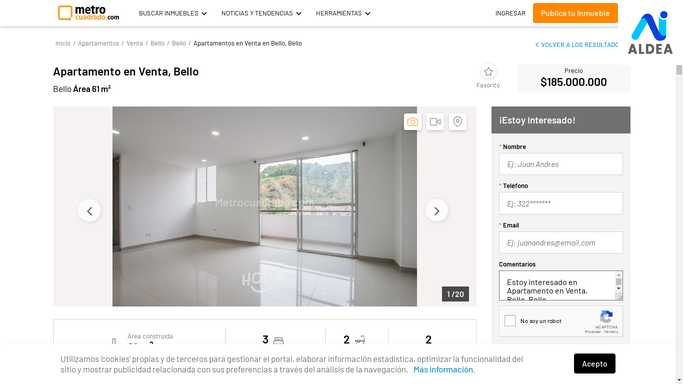 metro
cuadrado.com
BUSCAR INMUEBLES
NOTICIAS Y TENDENCIAS
HERRAMIENTAS
INGRESAR
Publica tu Inmueble
ALDEA
Inicio / Apartamentos / Venta / Bello / Bello / Apartamentos en Venta en Bello, Bello
< VOLVER A LOS RESULTADO
Apartamento en Venta, Bello
Bello Área 61 m²
Favorito
Precio
$185.000.000
Metrocuadrado.com
1 / 20
¡Estoy Interesado!
* Nombre
Ej: Juan Andres
* Teléfono
Ej: 322*******
* Email
Ej: juanandres@email.com
Comentarios
Estoy interesado en
Apartamento en Venta,
Bello, Bello
No soy un robot
reCAPTCHA
Privacidad - Términos
Área construida
3
2
2
Utilizamos 'cookies' propias y de terceros para gestionar el portal, elaborar información estadística, optimizar la funcionalidad del
sitio y mostrar publicidad relacionada con sus preferencias a través del análisis de la navegación. Más información.
Acepto